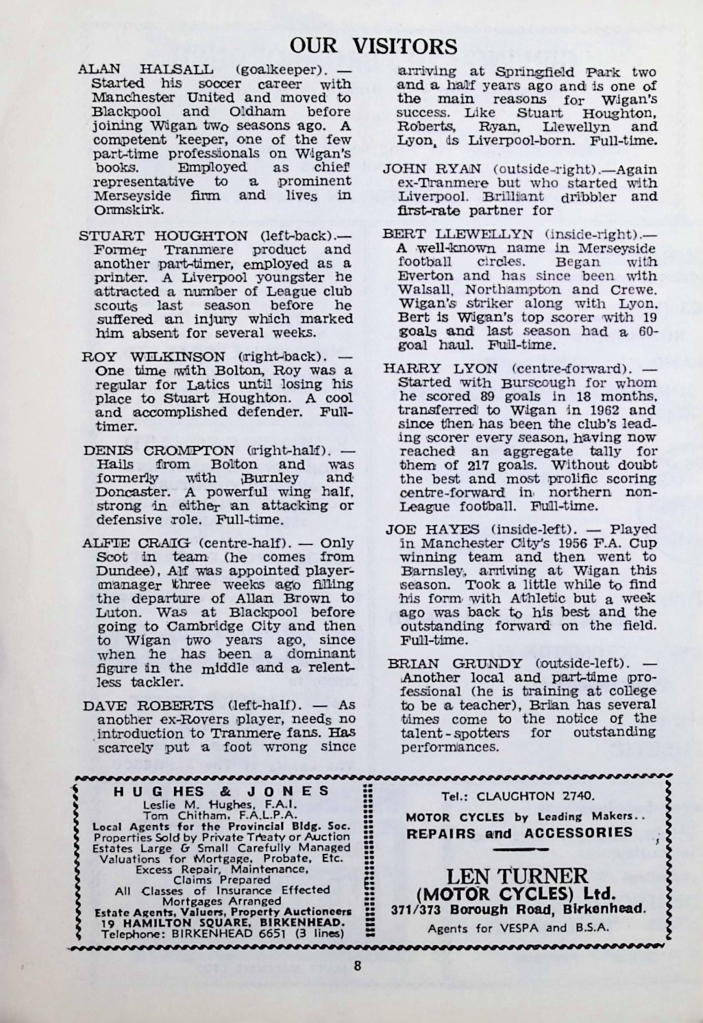 OUR VISITORS
ALAN HALSALL (goalkeeper). —
Started his soccer career with
Manchester United and moved to
Blackpool and Oldham before
joining Wigan two seasons ago. A
competent 'keeper, one of the few
part-time professionals on Wigan's
books. Employed as chief
representative to a prominent
Merseyside firm and lives in
Ormskirk.
STUART HOUGHTON (left-back).—
Former Tranmere product and
another part-timer, employed as a
printer. A Liverpool youngster he
attracted a number of League club
scouts last season before he
suffered an injury which marked
him absent for several weeks.
ROY WILKINSON (right-back). —
One time with Bolton, Roy was a
regular for Latics until losing his
place to Stuart Houghton. A cool
and accomplished defender. Full-
timer.
DENIS CROMPTON (right-half). —
Hails from Bolton and was
formerly with Burnley and
Doncaster. A powerful wing half,
strong in either an attacking or
defensive role. Full-time.
ALFIE CRAIG (centre-half). — Only
Scot in team (he comes from
Dundee), Alf was appointed player-
manager three weeks ago filling
the departure of Allan Brown to
Luton. Was at Blackpool before
going to Cambridge City and then
to Wigan two years ago, since
when he has been a dominant
figure in the middle and a relent-
less tackler.
DAVE ROBERTS (left-half). — As
another ex-Rovers player, needs no
introduction to Tranmere fans. Has
scarcely put a foot wrong since
arriving at Springfield Park two
and a half years ago and is one of
the main reasons for Wigan's
success. Like Stuart Houghton,
Roberts, Ryan, Llewellyn and
Lyon, is Liverpool-born. Full-time.
JOHN RYAN (outside-right).—Again
ex-Tranmere but who started with
Liverpool. Brilliant dribbler and
first-rate partner for
BERT LLEWELLYN (inside-right).—
A well-known name in Merseyside
football circles. Began with
Everton and has since been with
Walsall, Northampton and Crewe.
Wigan's striker along with Lyon,
Bert is Wigan's top scorer with 19
goals and last season had a 60-
goal haul. Full-time.
HARRY LYON (centre-forward). —
Started with Burscough for whom
he scored 89 goals in 18 months,
transferred to Wigan in 1962 and
since then has been the club's lead-
ing scorer every season, having now
reached an aggregate tally for
them of 217 goals. Without doubt
the best and most prolific scoring
centre-forward in northern non-
League football. Full-time.
JOE HAYES (inside-left). — Played
in Manchester City's 1956 F.A. Cup
winning team and then went to
Barnsley, arriving at Wigan this
season. Took a little while to find
his form with Athletic but a week
ago was back to his best and the
outstanding forward on the field.
Full-time.
BRIAN GRUNDY (outside-left). —
Another local and part-time pro-
fessional (he is training at college
to be a teacher), Brian has several
times come to the notice of the
talent-spotters for outstanding
performances.
HUGHES & JONES
Leslie M. Hughes, F.A.I.
Tom Chitham, F.A.L.P.A.
Local Agents for the Provincial Bldg. Soc.
Properties Sold by Private Treaty or Auction
Estates Large & Small Carefully Managed
Valuations for Mortgage, Probate, Etc.
Excess Repair, Maintenance,
Claims Prepared
All Classes of Insurance Effected
Mortgages Arranged
Estate Agents, Valuers, Property Auctioneers
19 HAMILTON SQUARE, BIRKENHEAD.
Telephone: BIRKENHEAD 6651 (3 lines)
Tel.: CLAUGHTON 2740.
MOTOR CYCLES by Leading Makers..
REPAIRS and ACCESSORIES
LEN TURNER
(MOTOR CYCLES) Ltd.
371/373 Borough Road, Birkenhead.
Agents for VESPA and B.S.A.
8